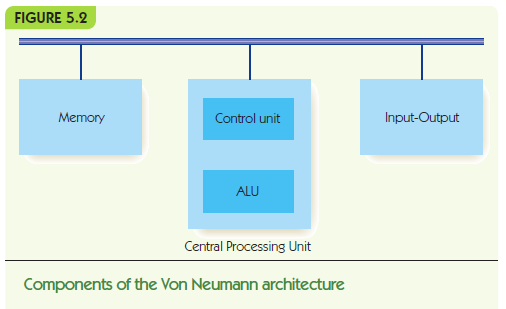 FIGURE 5.2
Memory
Control unit
ALU
Input-Output
Central Processing Unit
Components of the Von Neumann architecture